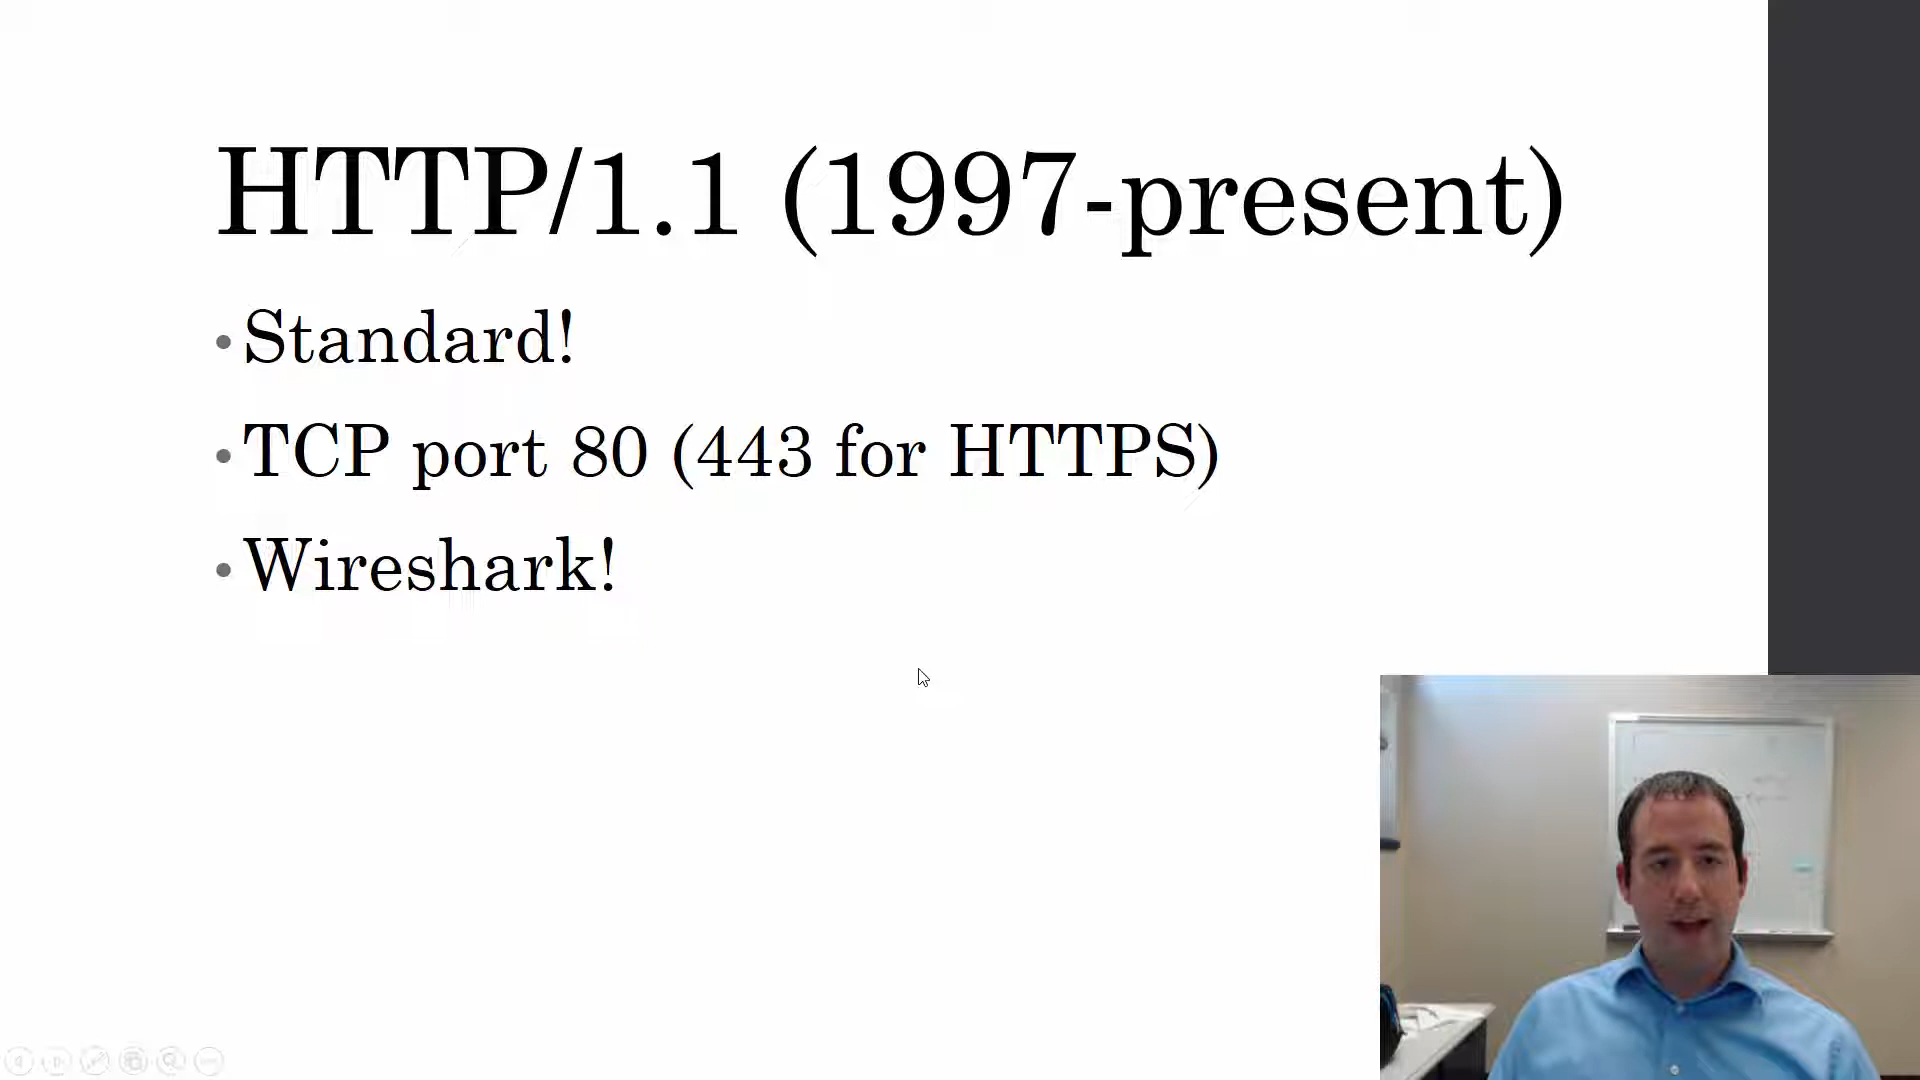 HTTP/1.1 (1997-present)
• Standard!
• TCP port 80 (443 for HTTPS)
• Wireshark!